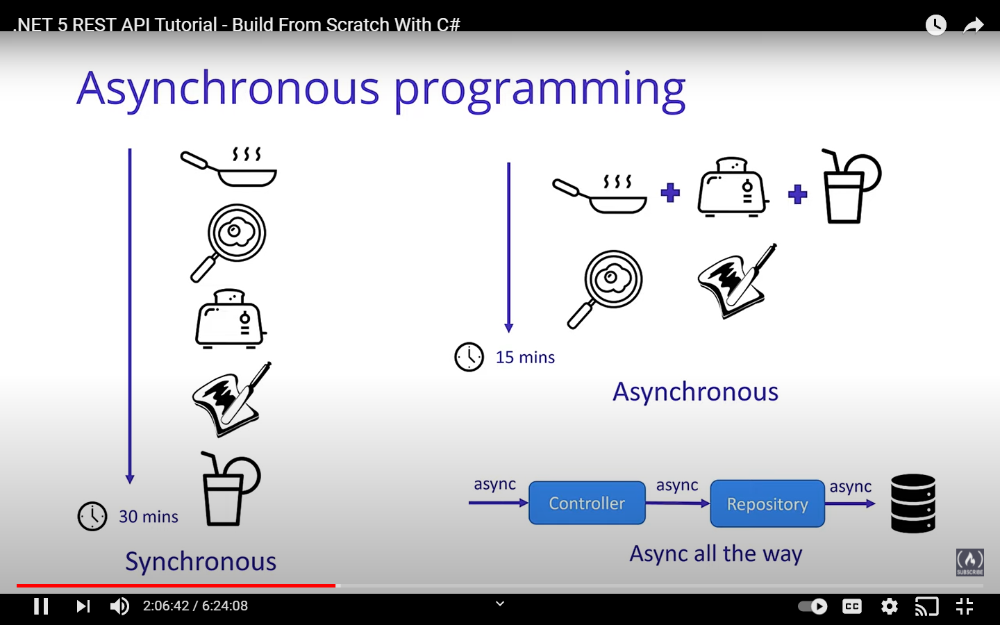 .NET 5 REST API Tutorial - Build From Scratch With C#
Asynchronous programming
30 mins
Synchronous
15 mins
Asynchronous
async
Controller
async
Repository
async
Async all the way
SUBSCRIBE
2:06:42 / 6:24:08
CC